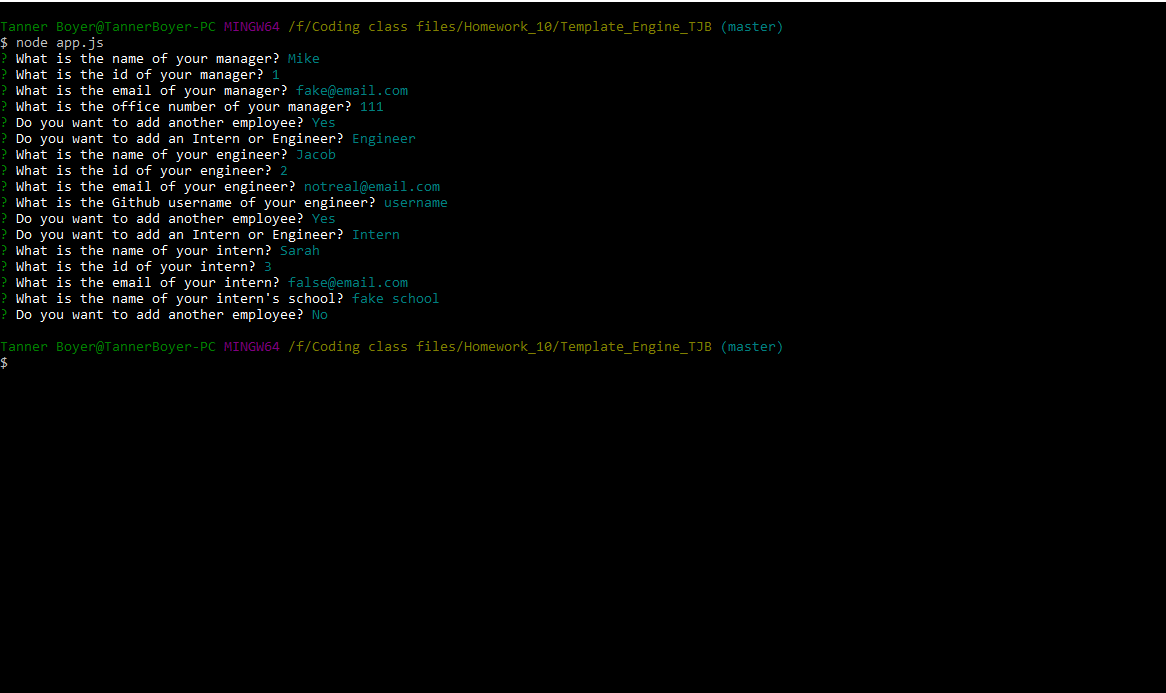 Tanner Boyer@TannerBoyer-PC MINGW64 /f/Coding class files/Homework_10/Template_Engine_TJB (master)
$ node app.js
? What is the name of your manager? Mike
? What is the id of your manager? 1
? What is the email of your manager? fake@email.com
? What is the office number of your manager? 111
? Do you want to add another employee? Yes
? Do you want to add an Intern or Engineer? Engineer
? What is the name of your engineer? Jacob
? What is the id of your engineer? 2
? What is the email of your engineer? notreal@email.com
? What is the Github username of your engineer? username
? Do you want to add another employee? Yes
? Do you want to add an Intern or Engineer? Intern
? What is the name of your intern? Sarah
? What is the id of your intern? 3
? What is the email of your intern? false@email.com
? What is the name of your intern's school? fake school
? Do you want to add another employee? No
Tanner Boyer@TannerBoyer-PC MINGW64 /f/Coding class files/Homework_10/Template_Engine_TJB (master)
$